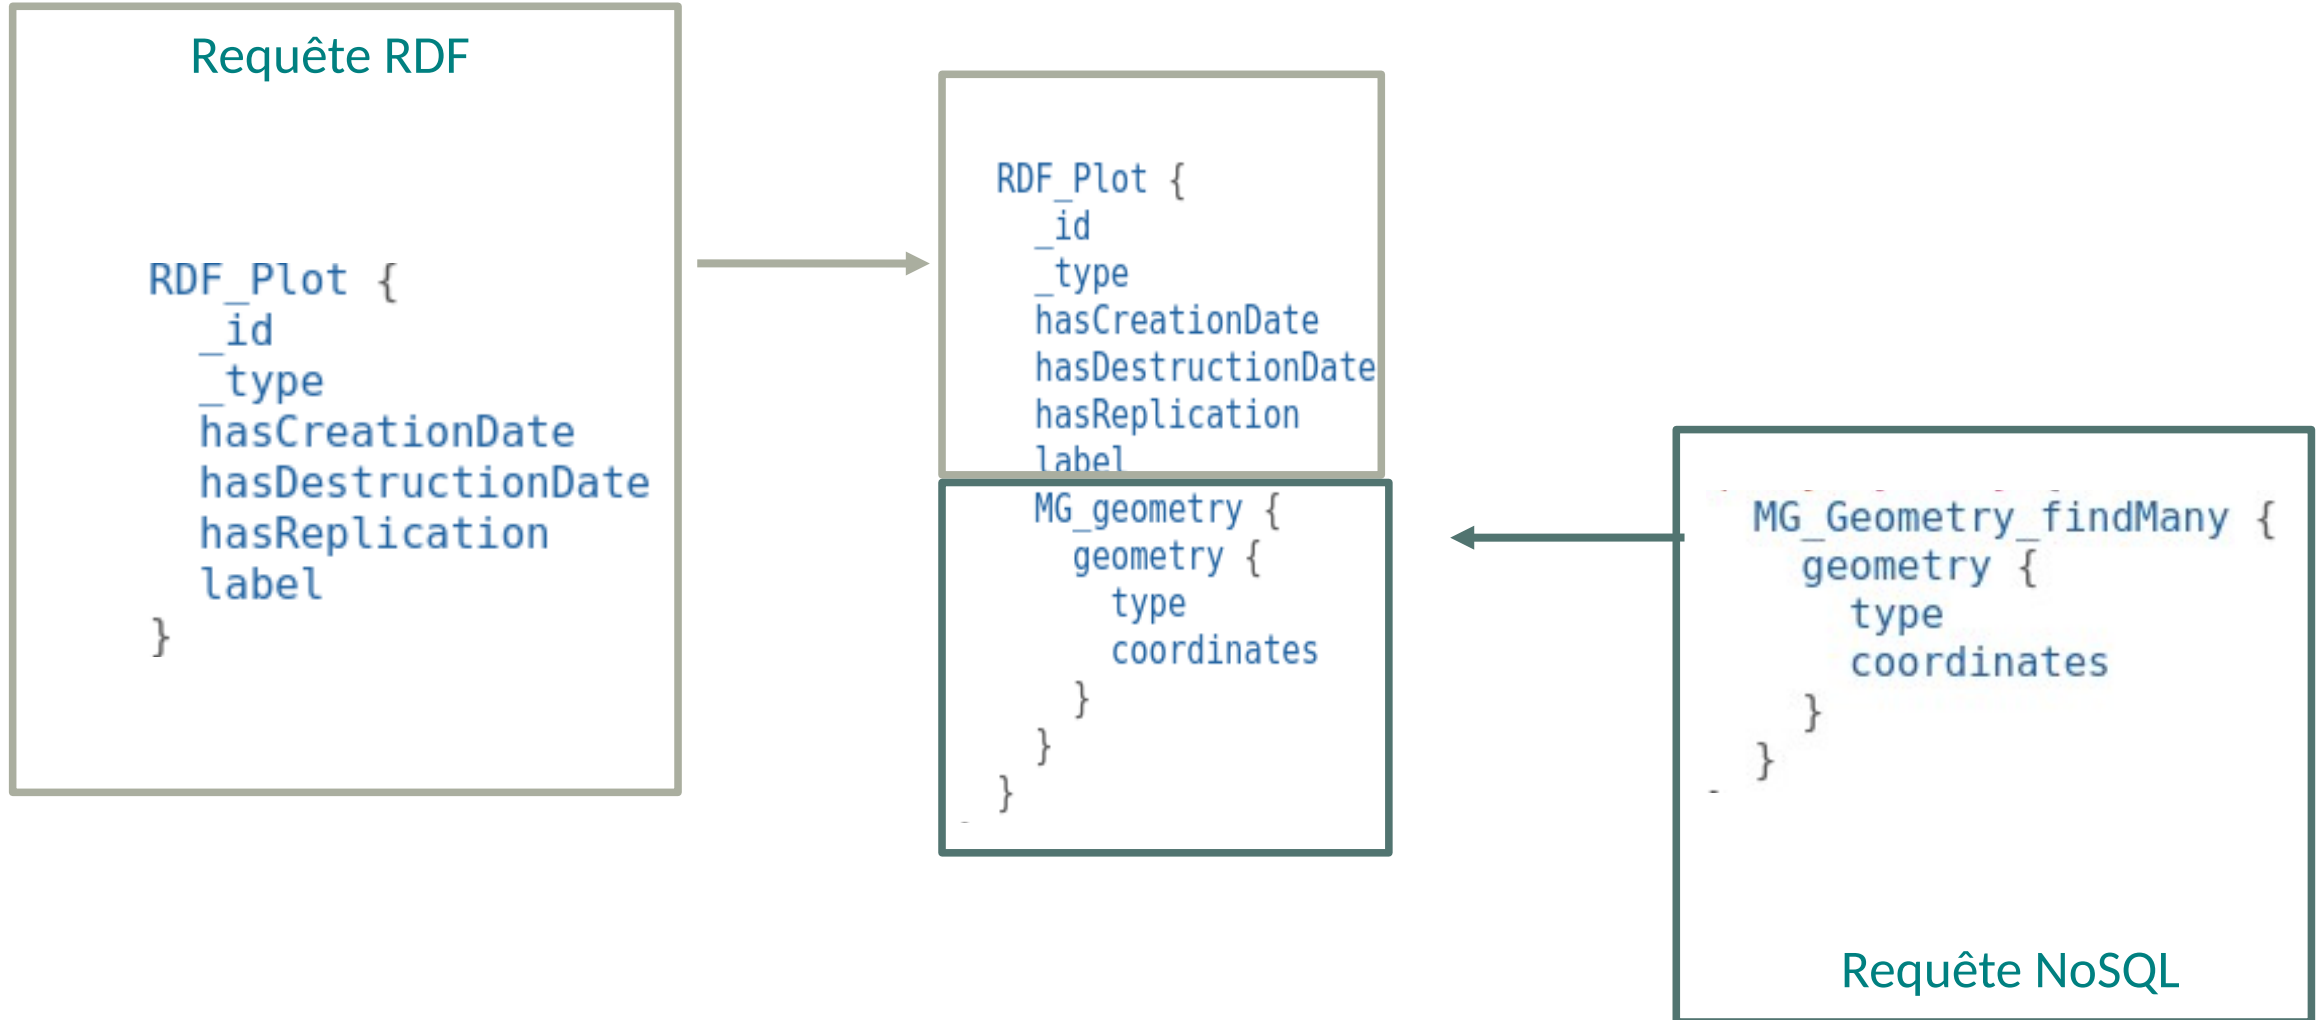 Requête RDF
RDF_Plot {
_id
_type
hasCreationDate
hasDestructionDate
hasReplication
label
}
RDF_Plot {
_id
_type
hasCreationDate
hasDestructionDate
hasReplication
label
MG_geometry {
geometry {
type
coordinates
}
}
}
MG_Geometry_findMany {
geometry {
type
coordinates
}
}
Requête NoSQL